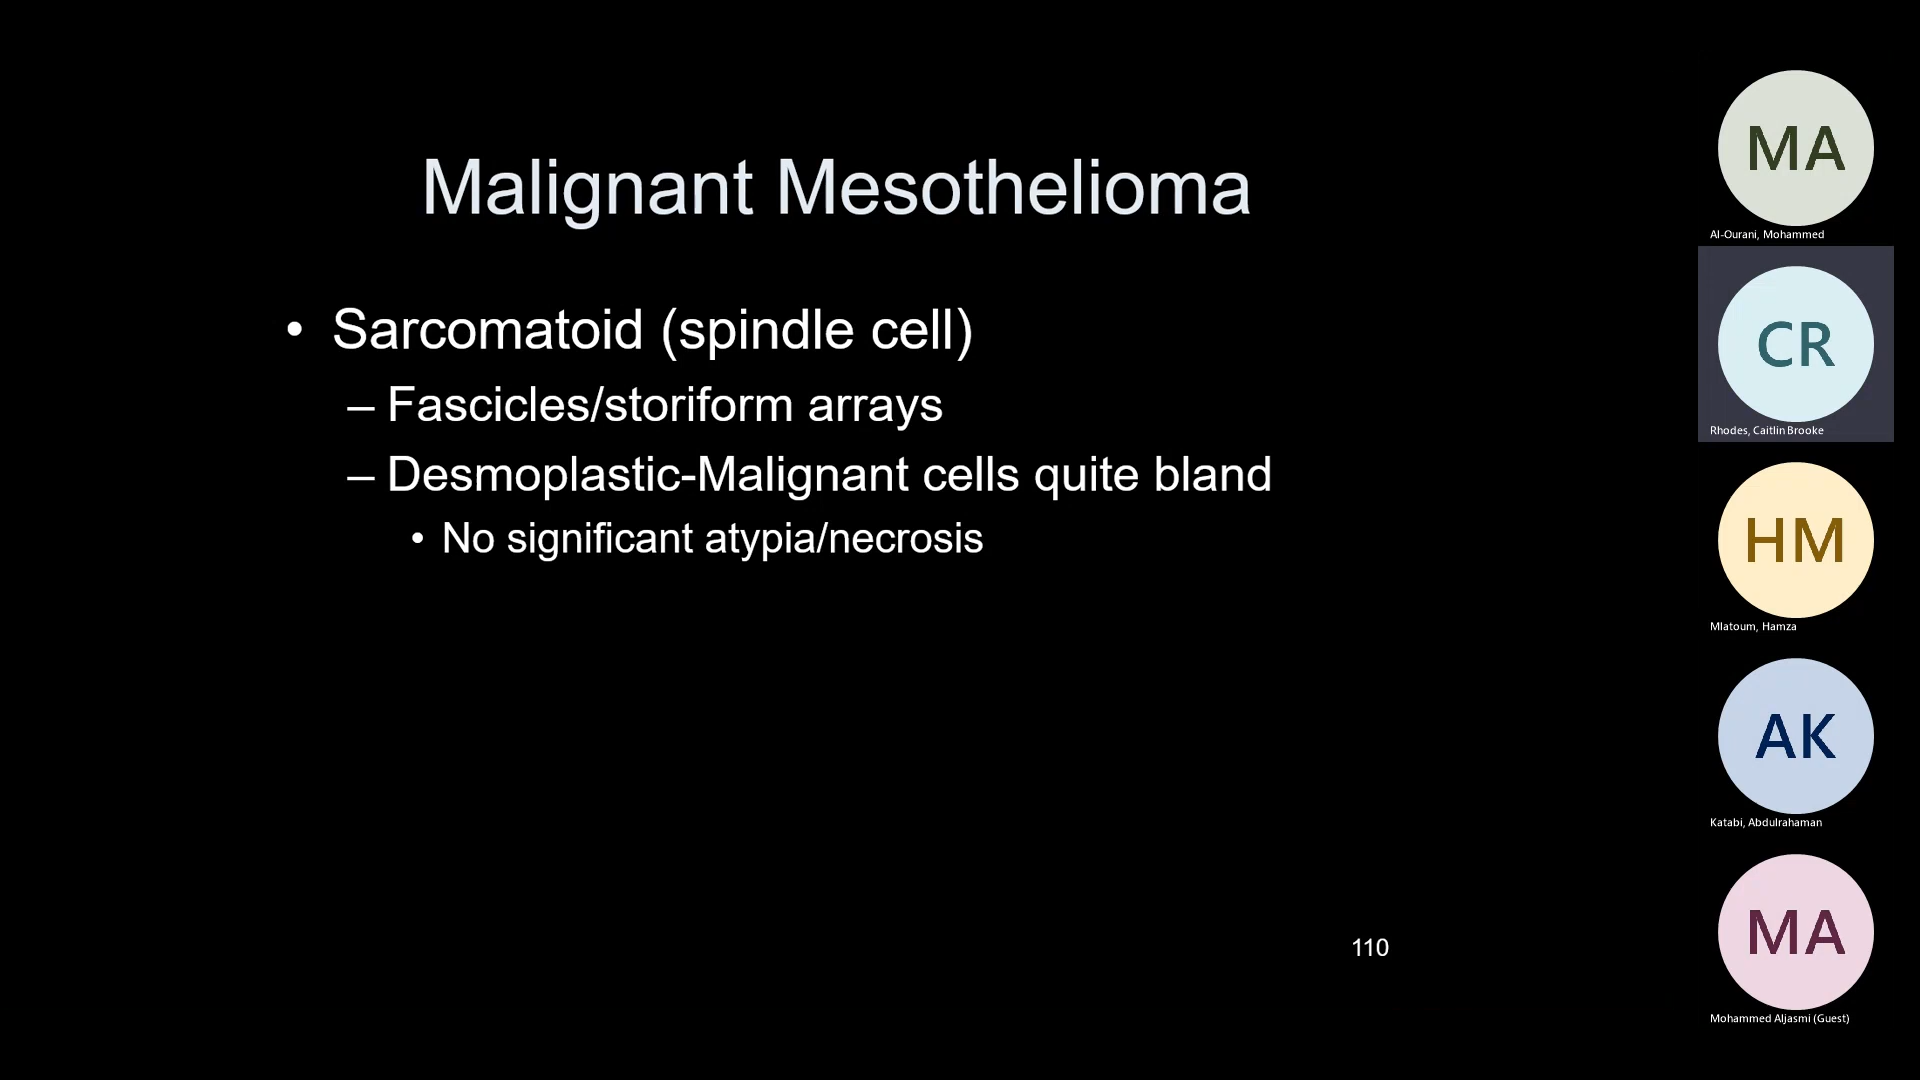 Malignant Mesothelioma
• Sarcomatoid (spindle cell)
– Fascicles/storiform arrays
– Desmoplastic-Malignant cells quite bland
• No significant atypia/necrosis
110
MA
Al-Ourani, Mohammed
CR
Rhodes, Caitlin Brooke
HM
Mlatoum, Hamza
AK
Katabi, Abdulrahaman
MA
Mohammed Aljasmi (Guest)